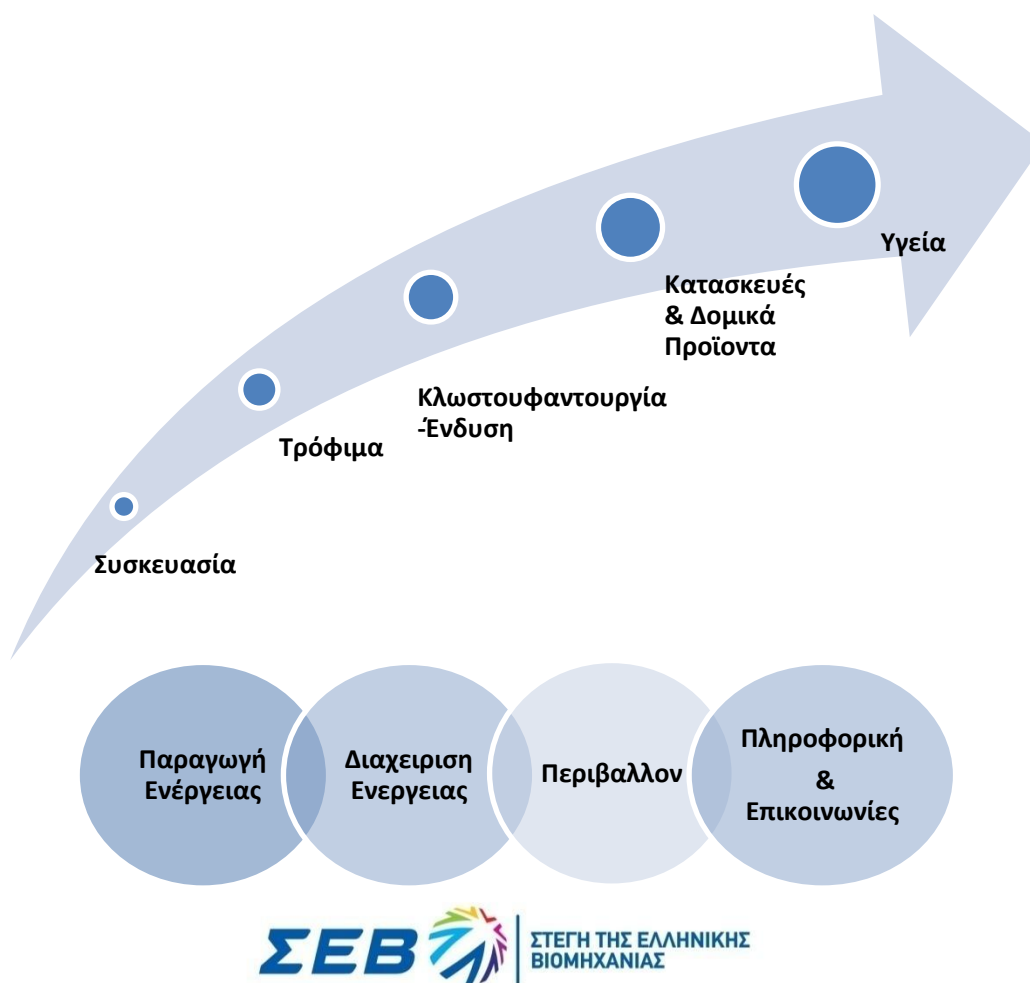 Υγεία
Κατασκευές
& Δομικά
Προϊοντα
Κλωστουφαντουργία
-Ένδυση
Τρόφιμα
Συσκευασία
Παραγωγή
Ενέργειας
Διαχειριση
Ενεργειας
Περιβαλλον
Πληροφορική
&
Επικοινωνίες
ΣΕΒ
ΣΤΕΓΗ ΤΗΣ ΕΛΛΗΝΙΚΗΣ
ΒΙΟΜΗΧΑΝΙΑΣ